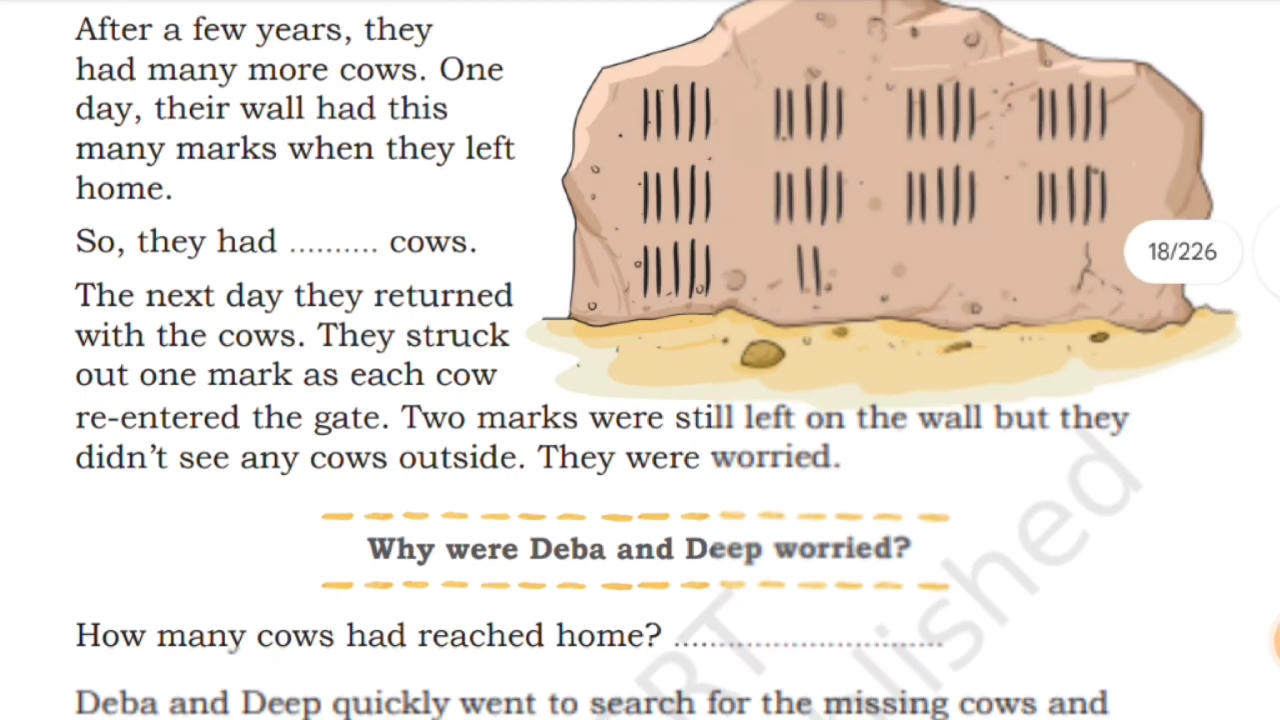 After a few years, they
had many more cows. One
day, their wall had this
many marks when they left
home.
So, they had .......... cows.
The next day they returned
with the cows. They struck
out one mark as each cow
re-entered the gate. Two marks were still left on the wall but they
didn't see any cows outside. They were worried.
18/226
Why were Deba and Deep worried?
How many cows had reached home? ..............................
Deba and Deep quickly went to search for the missing cows and